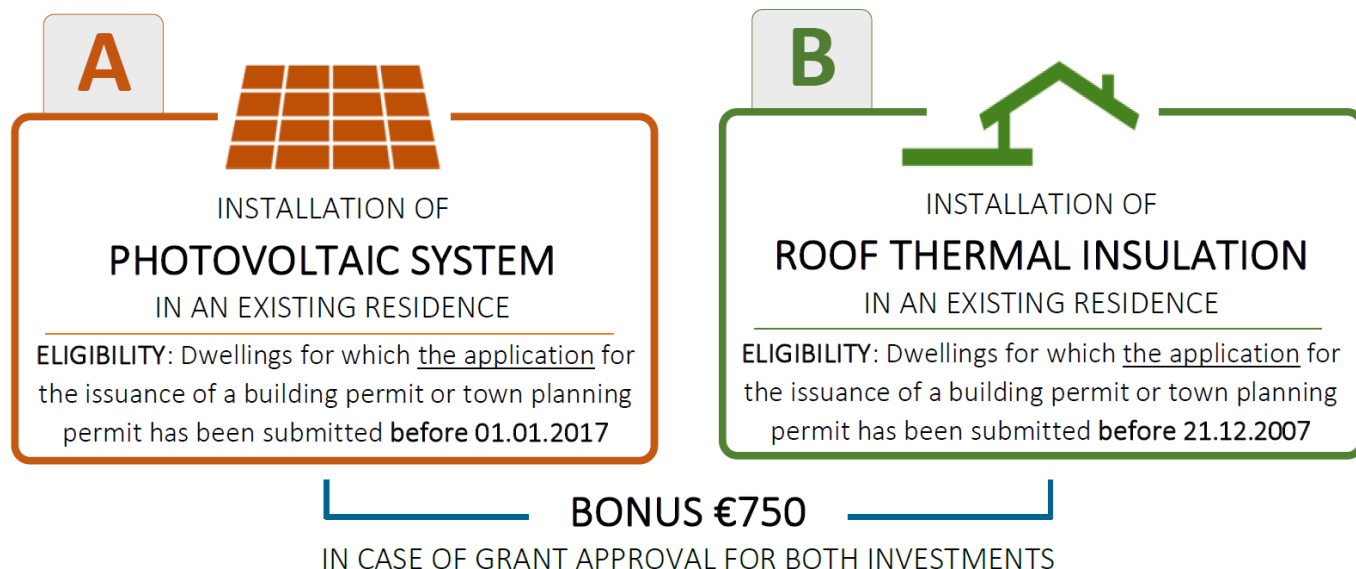 A
INSTALLATION OF
PHOTOVOLTAIC SYSTEM
IN AN EXISTING RESIDENCE
ELIGIBILITY: Dwellings for which the application for
the issuance of a building permit or town planning
permit has been submitted before 01.01.2017
B
INSTALLATION OF
ROOF THERMAL INSULATION
IN AN EXISTING RESIDENCE
ELIGIBILITY: Dwellings for which the application for
the issuance of a building permit or town planning
permit has been submitted before 21.12.2007
BONUS €750
IN CASE OF GRANT APPROVAL FOR BOTH INVESTMENTS